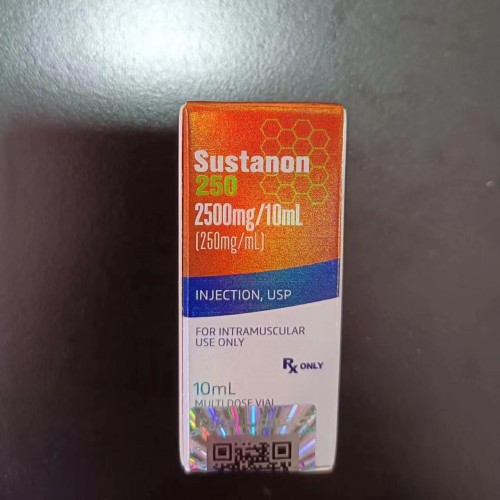 Sustanon
250
2500mg/10mL
(250mg/mL)
INJECTION, USP
FOR INTRAMUSCULAR
USE ONLY
Rx ONLY
10mL
MULTI DOSE VIAL